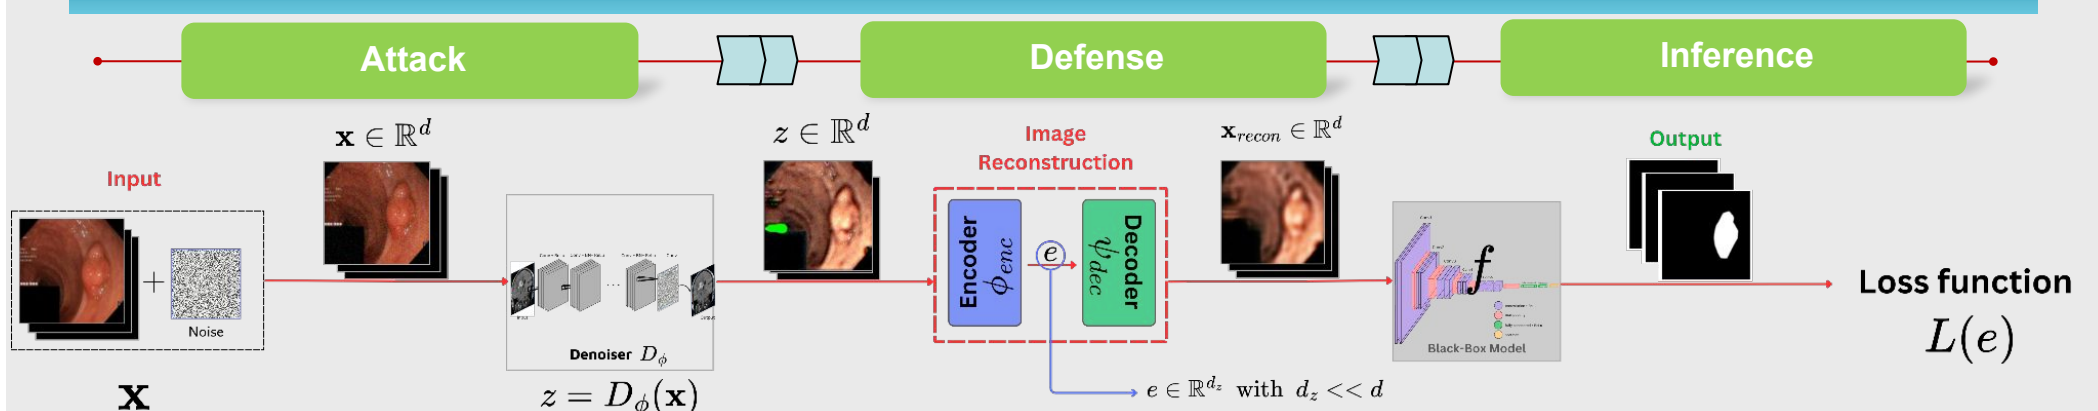 Attack
Defense
Inference
Input
+
Noise
x
x ∈ ℝ^d
Denoiser D_ϕ
z = D_ϕ(x)
z ∈ ℝ^d
Image
Reconstruction
Encoder
ϕ_enc
e
Decoder
ψ_dec
e ∈ ℝ^{d_z} with d_z << d
x_recon ∈ ℝ^d
f
Black-Box Model
Output
Loss function
L(e)